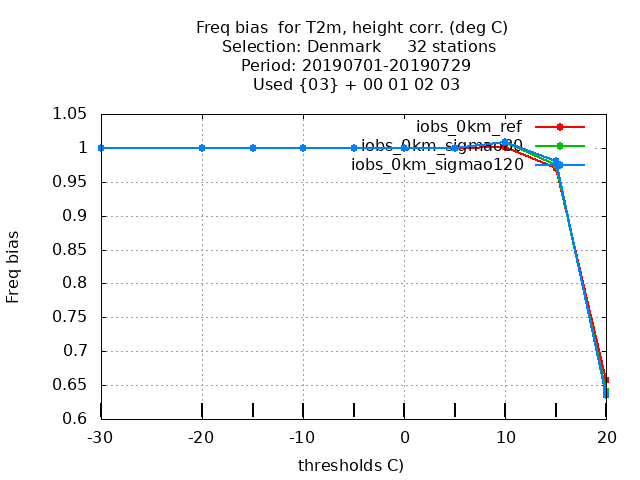 Freq bias  for T2m, height corr. (deg C)
Selection: Denmark     32 stations
Period: 20190701-20190729
Used {03} + 00 01 02 03
1.05
1
0.95
0.9
0.85
0.8
0.75
0.7
0.65
0.6
Freq bias
iobs_0km_ref
iobs_0km_sigmao80
iobs_0km_sigmao120
-30
-20
-10
0
10
20
thresholds C)